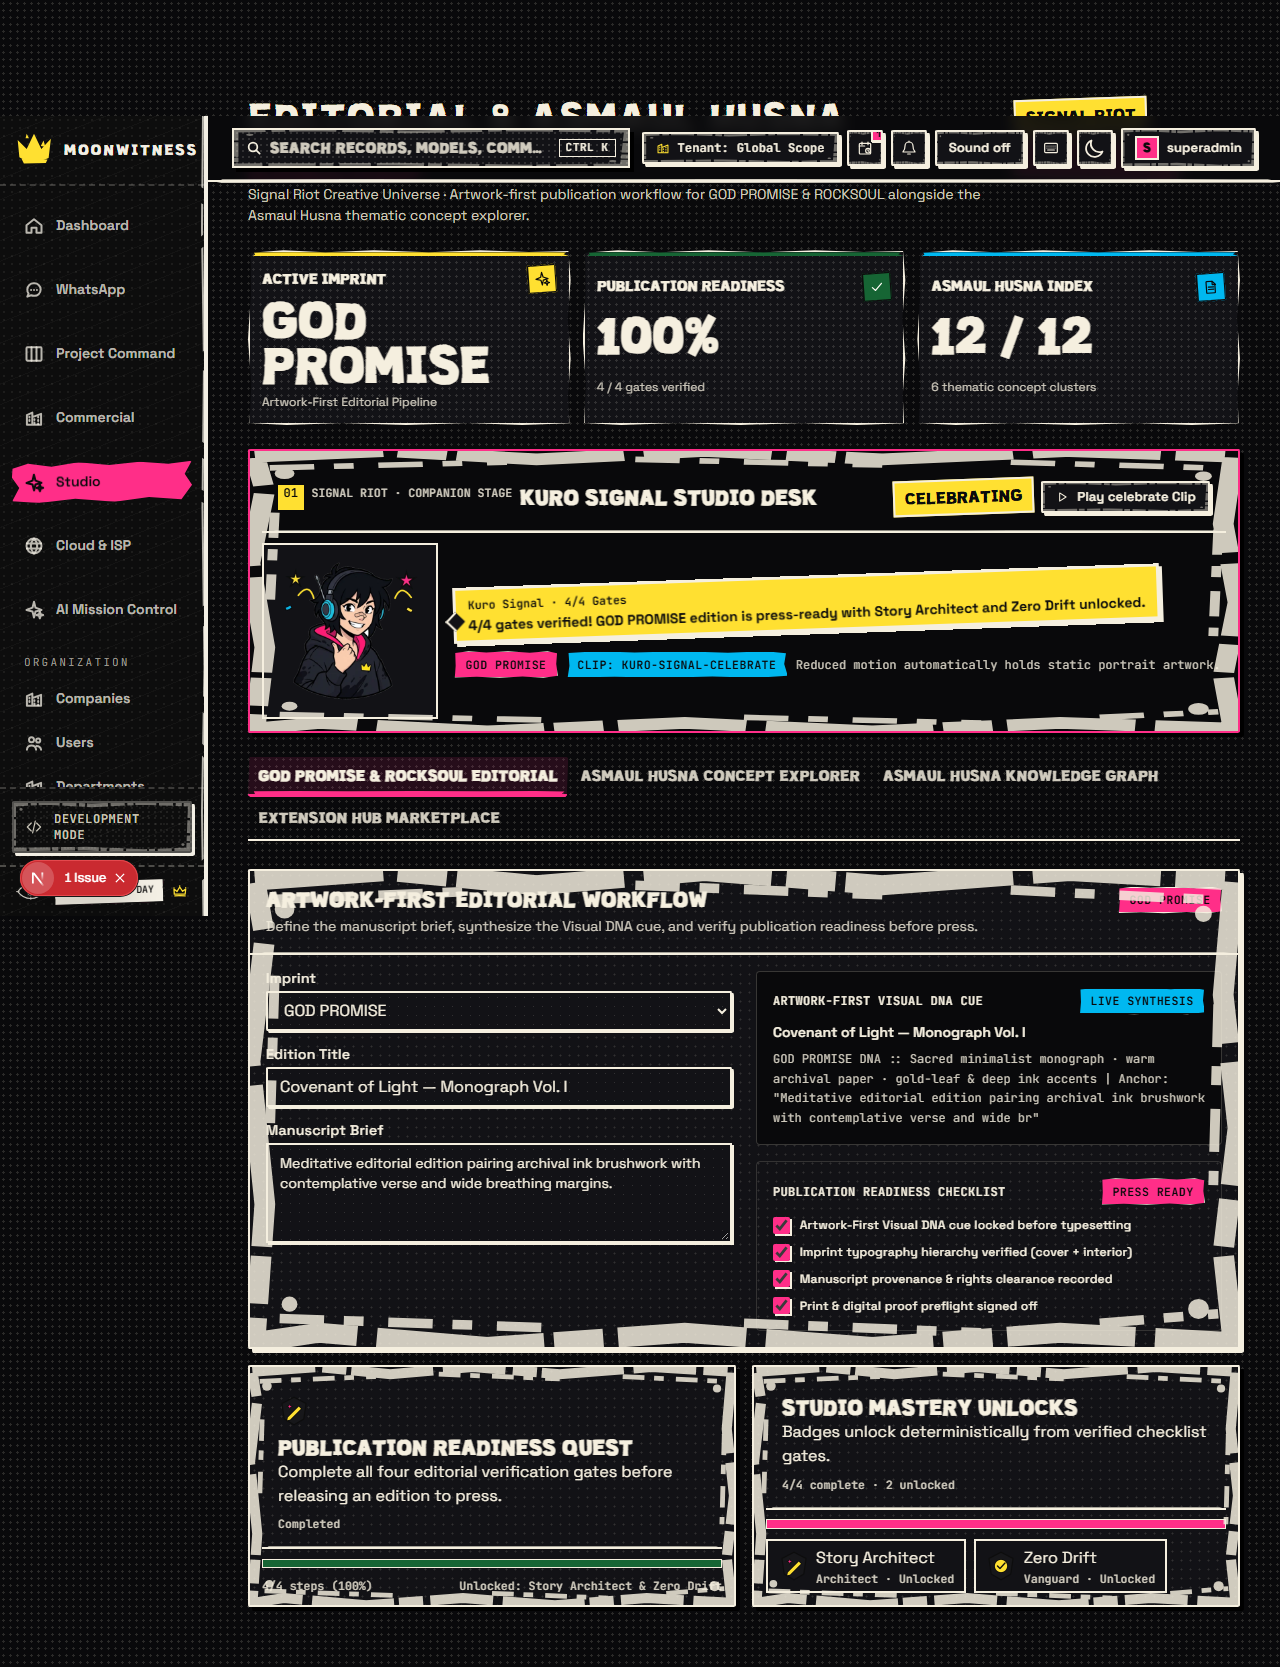 EDITORIAL & ASMAUL HUSNA
SIGNAL RIOT
MOONWITNESS
SEARCH RECORDS, MODELS, COMM...
CTRL K
Tenant: Global Scope
Sound off
S
superadmin
Signal Riot Creative Universe · Artwork-first publication workflow for GOD PROMISE & ROCKSOUL alongside the
Asmaul Husna thematic concept explorer.
Dashboard
WhatsApp
Project Command
Commercial
Studio
Cloud & ISP
AI Mission Control
ORGANIZATION
Companies
Users
Departments
DEVELOPMENT
MODE
N
1 Issue
DAY
ACTIVE IMPRINT
GOD
PROMISE
Artwork-First Editorial Pipeline
PUBLICATION READINESS
100%
4 / 4 gates verified
ASMAUL HUSNA INDEX
12 / 12
6 thematic concept clusters
01
SIGNAL RIOT · COMPANION STAGE
KURO SIGNAL STUDIO DESK
CELEBRATING
Play celebrate Clip
Kuro Signal · 4/4 Gates
4/4 gates verified! GOD PROMISE edition is press-ready with Story Architect and Zero Drift unlocked.
GOD PROMISE
CLIP: KURO-SIGNAL-CELEBRATE
Reduced motion automatically holds static portrait artwork
GOD PROMISE & ROCKSOUL EDITORIAL
ASMAUL HUSNA CONCEPT EXPLORER
ASMAUL HUSNA KNOWLEDGE GRAPH
EXTENSION HUB MARKETPLACE
ARTWORK-FIRST EDITORIAL WORKFLOW
GOD PROMISE
Define the manuscript brief, synthesize the Visual DNA cue, and verify publication readiness before press.
Imprint
GOD PROMISE
Edition Title
Covenant of Light — Monograph Vol. I
Manuscript Brief
Meditative editorial edition pairing archival ink brushwork with
contemplative verse and wide breathing margins.
ARTWORK-FIRST VISUAL DNA CUE
LIVE SYNTHESIS
Covenant of Light — Monograph Vol. I
GOD PROMISE DNA :: Sacred minimalist monograph · warm
archival paper · gold-leaf & deep ink accents | Anchor:
"Meditative editorial edition pairing archival ink brushwork
with contemplative verse and wide br"
PUBLICATION READINESS CHECKLIST
PRESS READY
Artwork-First Visual DNA cue locked before typesetting
Imprint typography hierarchy verified (cover + interior)
Manuscript provenance & rights clearance recorded
Print & digital proof preflight signed off
PUBLICATION READINESS QUEST
Complete all four editorial verification gates before
releasing an edition to press.
Completed
4/4 steps (100%)
Unlocked: Story Architect & Zero Drift
STUDIO MASTERY UNLOCKS
Badges unlock deterministically from verified checklist
gates.
4/4 complete · 2 unlocked
Story Architect
Architect · Unlocked
Zero Drift
Vanguard · Unlocked